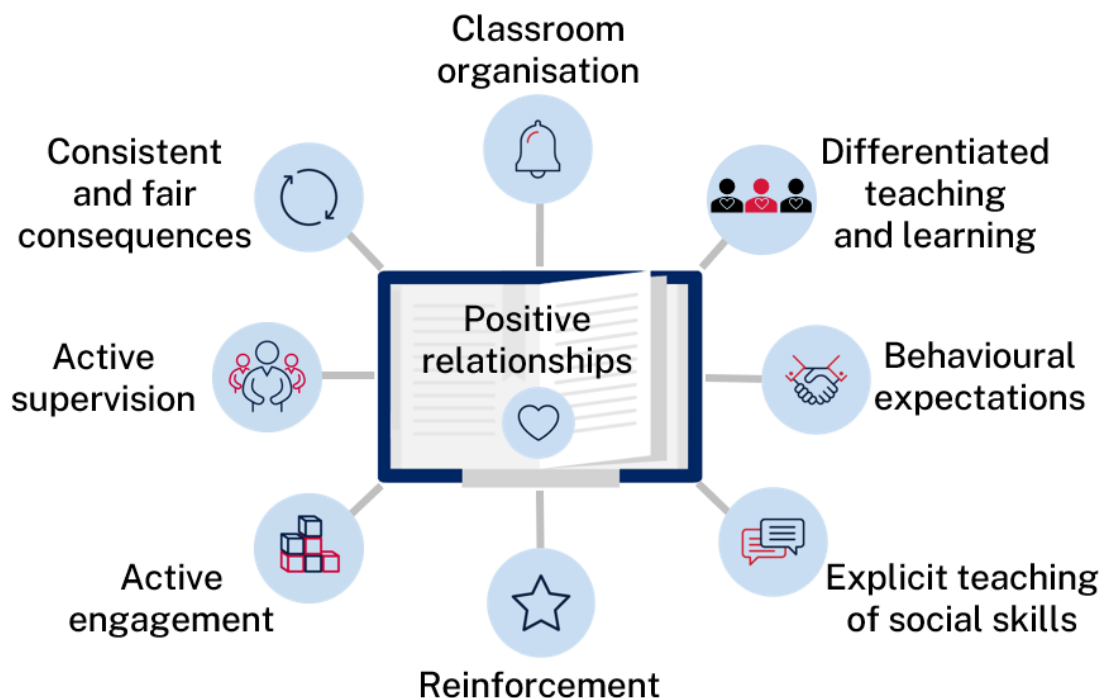 Classroom
organisation
Differentiated
teaching
and learning
Behavioural
expectations
Explicit teaching
of social skills
Reinforcement
Active
engagement
Active
supervision
Consistent
and fair
consequences
Positive
relationships